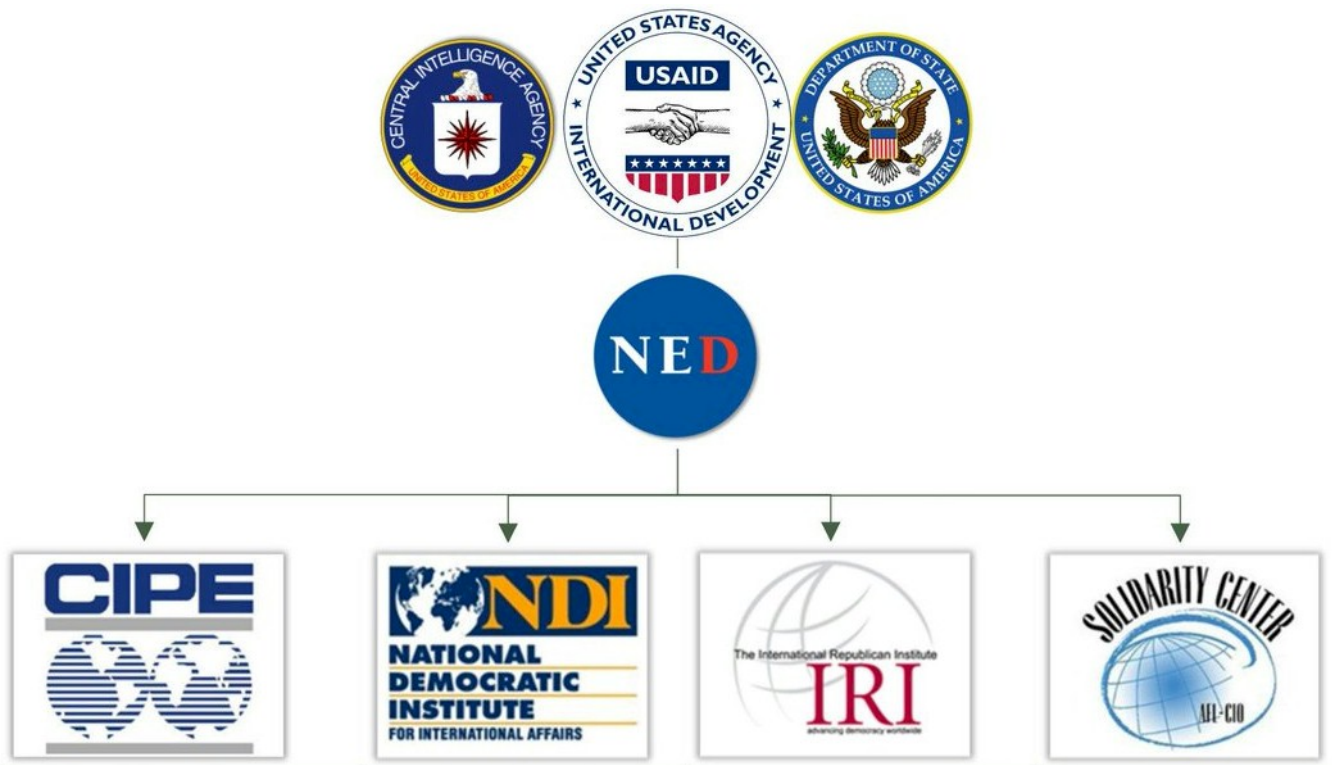 CENTRAL INTELLIGENCE AGENCY
UNITED STATES OF AMERICA
UNITED STATES AGENCY
USAID
INTERNATIONAL DEVELOPMENT
DEPARTMENT OF STATE
UNITED STATES OF AMERICA
NED
CIPE
NDI
NATIONAL
DEMOCRATIC
INSTITUTE
FOR INTERNATIONAL AFFAIRS
The International Republican Institute
IRI
advancing democracy worldwide
SOLIDARITY CENTER
AFL-CIO